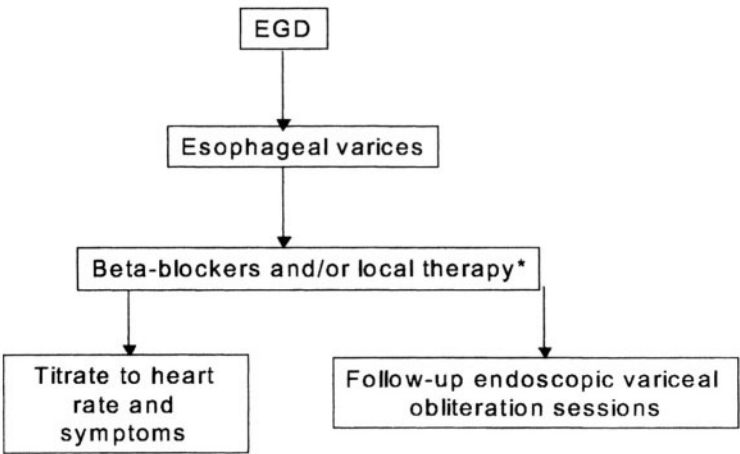 EGD
Esophageal varices
Beta-blockers and/or local therapy*
Titrate to heart
rate and
symptoms
Follow-up endoscopic variceal
obliteration sessions